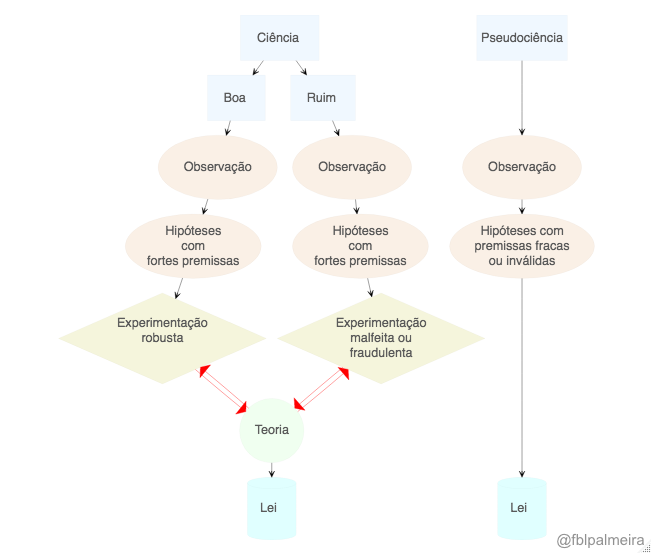 Ciência
Pseudociência
Boa
Ruim
Observação
Observação
Observação
Hipóteses
com
fortes premissas
Hipóteses
com
fortes premissas
Hipóteses com
premissas fracas
ou inválidas
Experimentação
robusta
Experimentação
malfeita ou
fraudulenta
Teoria
Lei
Lei
@fblpalmeira